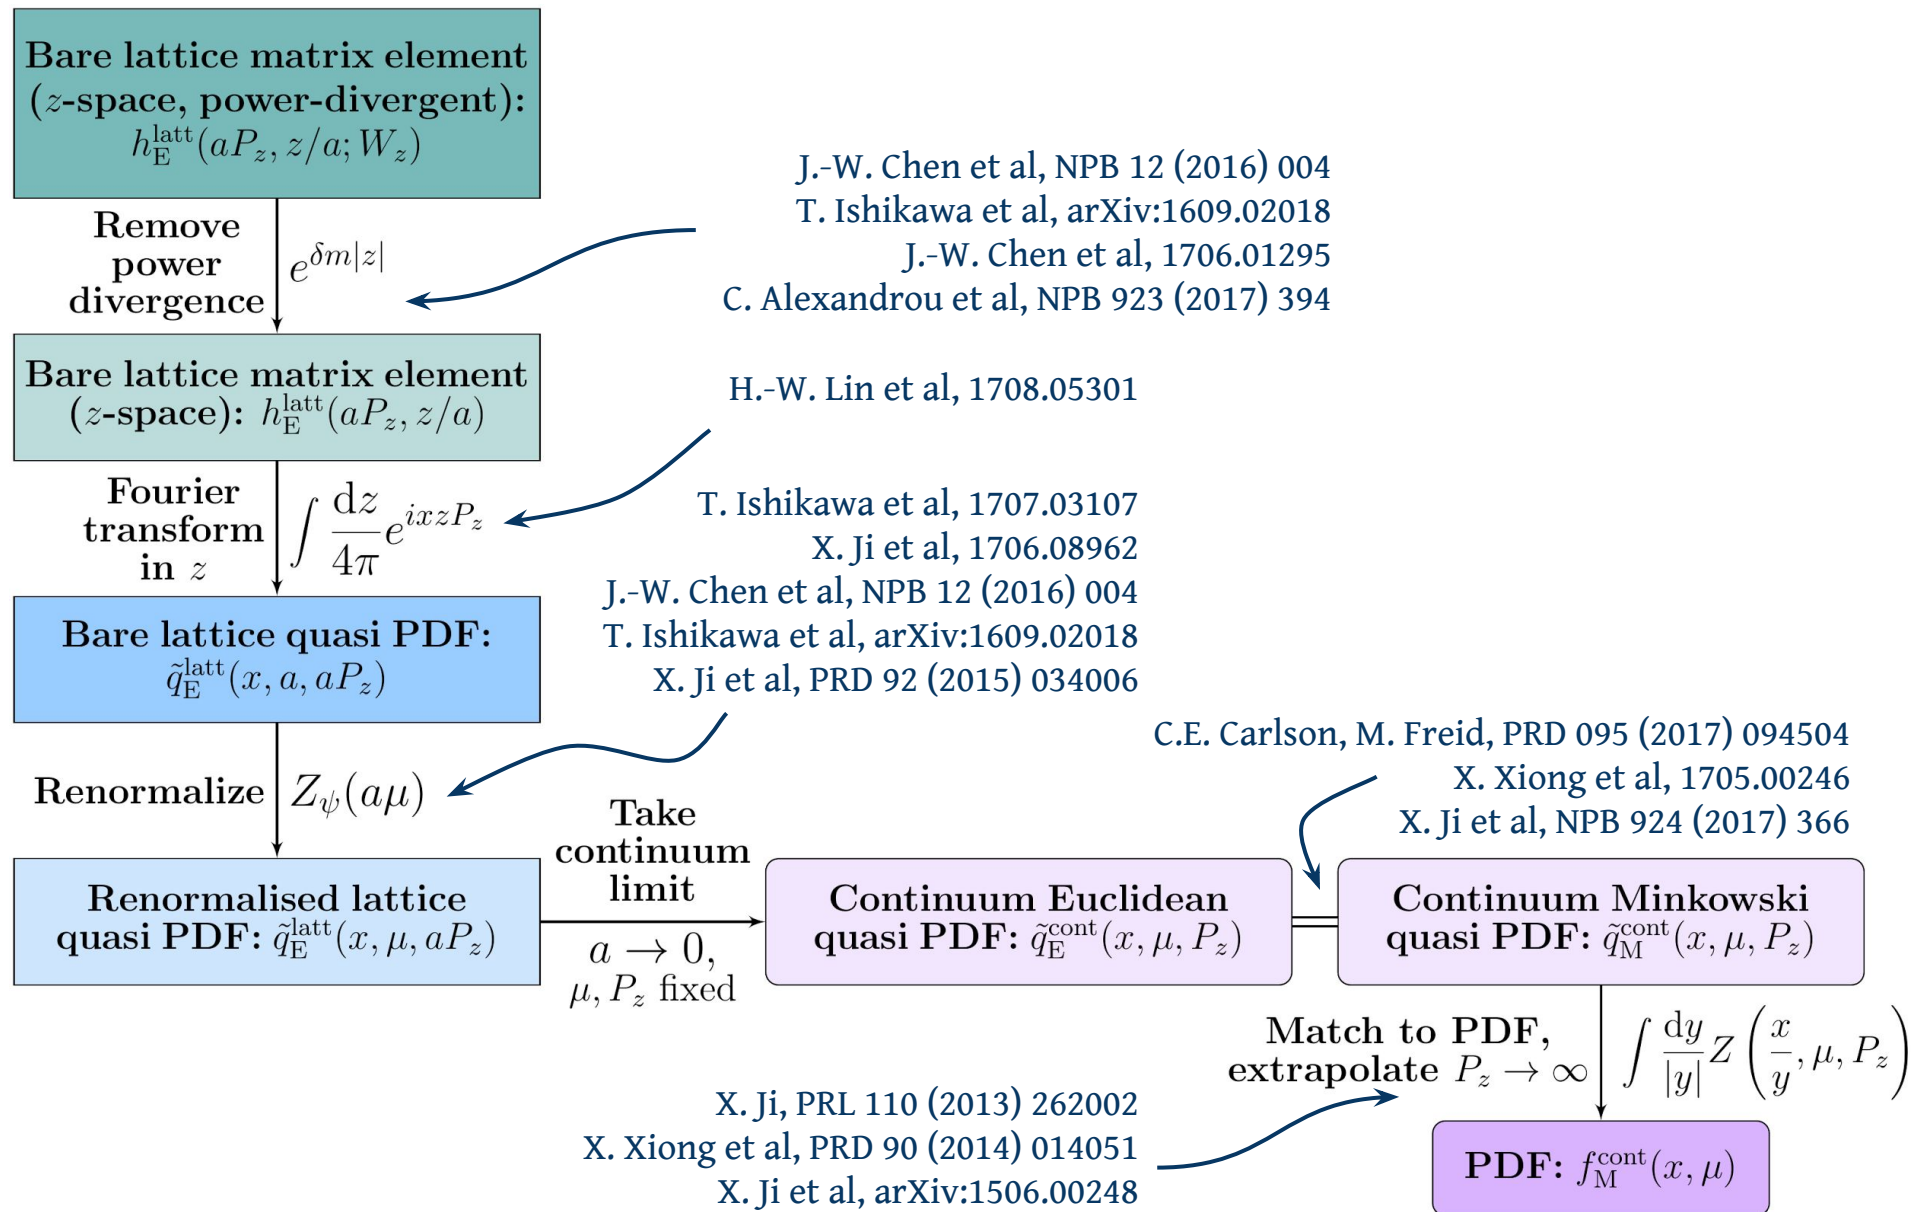 Bare lattice matrix element
(z-space, power-divergent):
h_E^latt(aP_z, z/a; W_z)
Remove
power
divergence
e^{δm|z|}
J.-W. Chen et al, NPB 12 (2016) 004
T. Ishikawa et al, arXiv:1609.02018
J.-W. Chen et al, 1706.01295
C. Alexandrou et al, NPB 923 (2017) 394
Bare lattice matrix element
(z-space): h_E^latt(aP_z, z/a)
H.-W. Lin et al, 1708.05301
Fourier
transform
in z
∫ dz/4π e^{ixzP_z}
T. Ishikawa et al, 1707.03107
X. Ji et al, 1706.08962
J.-W. Chen et al, NPB 12 (2016) 004
T. Ishikawa et al, arXiv:1609.02018
X. Ji et al, PRD 92 (2015) 034006
Bare lattice quasi PDF:
q̃_E^latt(x, a, aP_z)
Renormalize
Z_ψ(aμ)
C.E. Carlson, M. Freid, PRD 095 (2017) 094504
X. Xiong et al, 1705.00246
X. Ji et al, NPB 924 (2017) 366
Renormalised lattice
quasi PDF: q̃_E^latt(x, μ, aP_z)
Take
continuum
limit
a → 0,
μ, P_z fixed
Continuum Euclidean
quasi PDF: q̃_E^cont(x, μ, P_z)
Continuum Minkowski
quasi PDF: q̃_M^cont(x, μ, P_z)
Match to PDF,
extrapolate P_z → ∞
∫ dy/|y| Z (x/y, μ, P_z)
X. Ji, PRL 110 (2013) 262002
X. Xiong et al, PRD 90 (2014) 014051
X. Ji et al, arXiv:1506.00248
PDF: f_M^cont(x, μ)